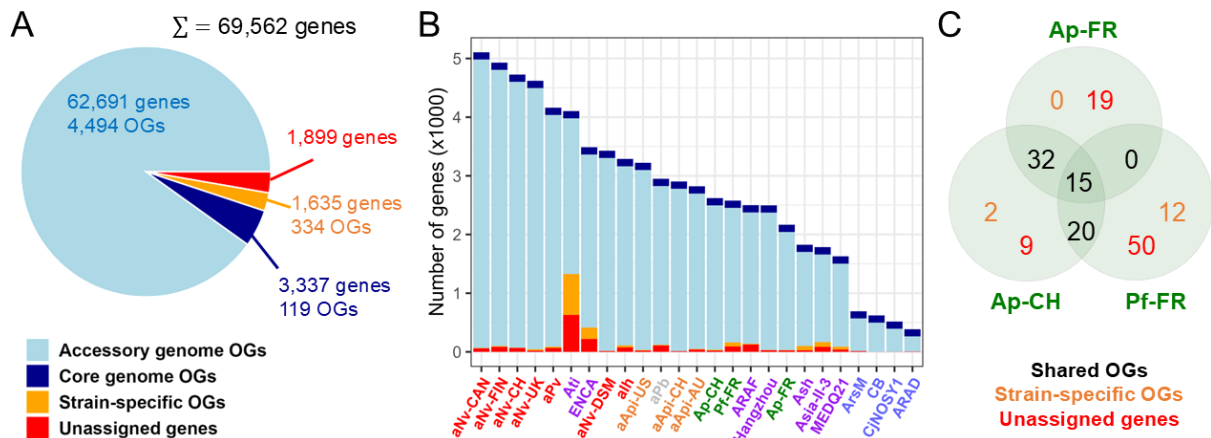 A
∑ = 69,562 genes
62,691 genes
4,494 OGs
1,899 genes
1,635 genes
334 OGs
3,337 genes
119 OGs
Accessory genome OGs
Core genome OGs
Strain-specific OGs
Unassigned genes
B
Number of genes (x1000)
5
4
3
2
1
0
aNv-CAN
aNv-FIN
aNv-CH
aNv-UK
aPv
Ati
ENCA
aNv-DSM
alh
aApi-US
aPb
aApi-CH
aApi-AU
Ap-CH
Pf-FR
ARAF
Hangzhou
Ap-FR
Ash
Asia-II-3
MEDQ21
ArsM
CB
CjNOSY1
ARAD
C
Ap-FR
0 19
32 0
15
2 20 12
9 50
Ap-CH Pf-FR
Shared OGs
Strain-specific OGs
Unassigned genes